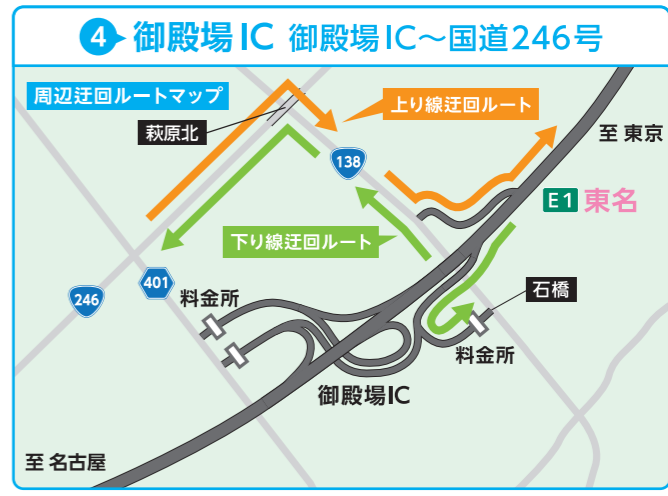 4 御殿場IC 御殿場IC～国道246号
周辺迂回ルートマップ
上り線迂回ルート
萩原北
至 東京
138
E1 東名
下り線迂回ルート
401
246
料金所
石橋
料金所
御殿場IC
至 名古屋